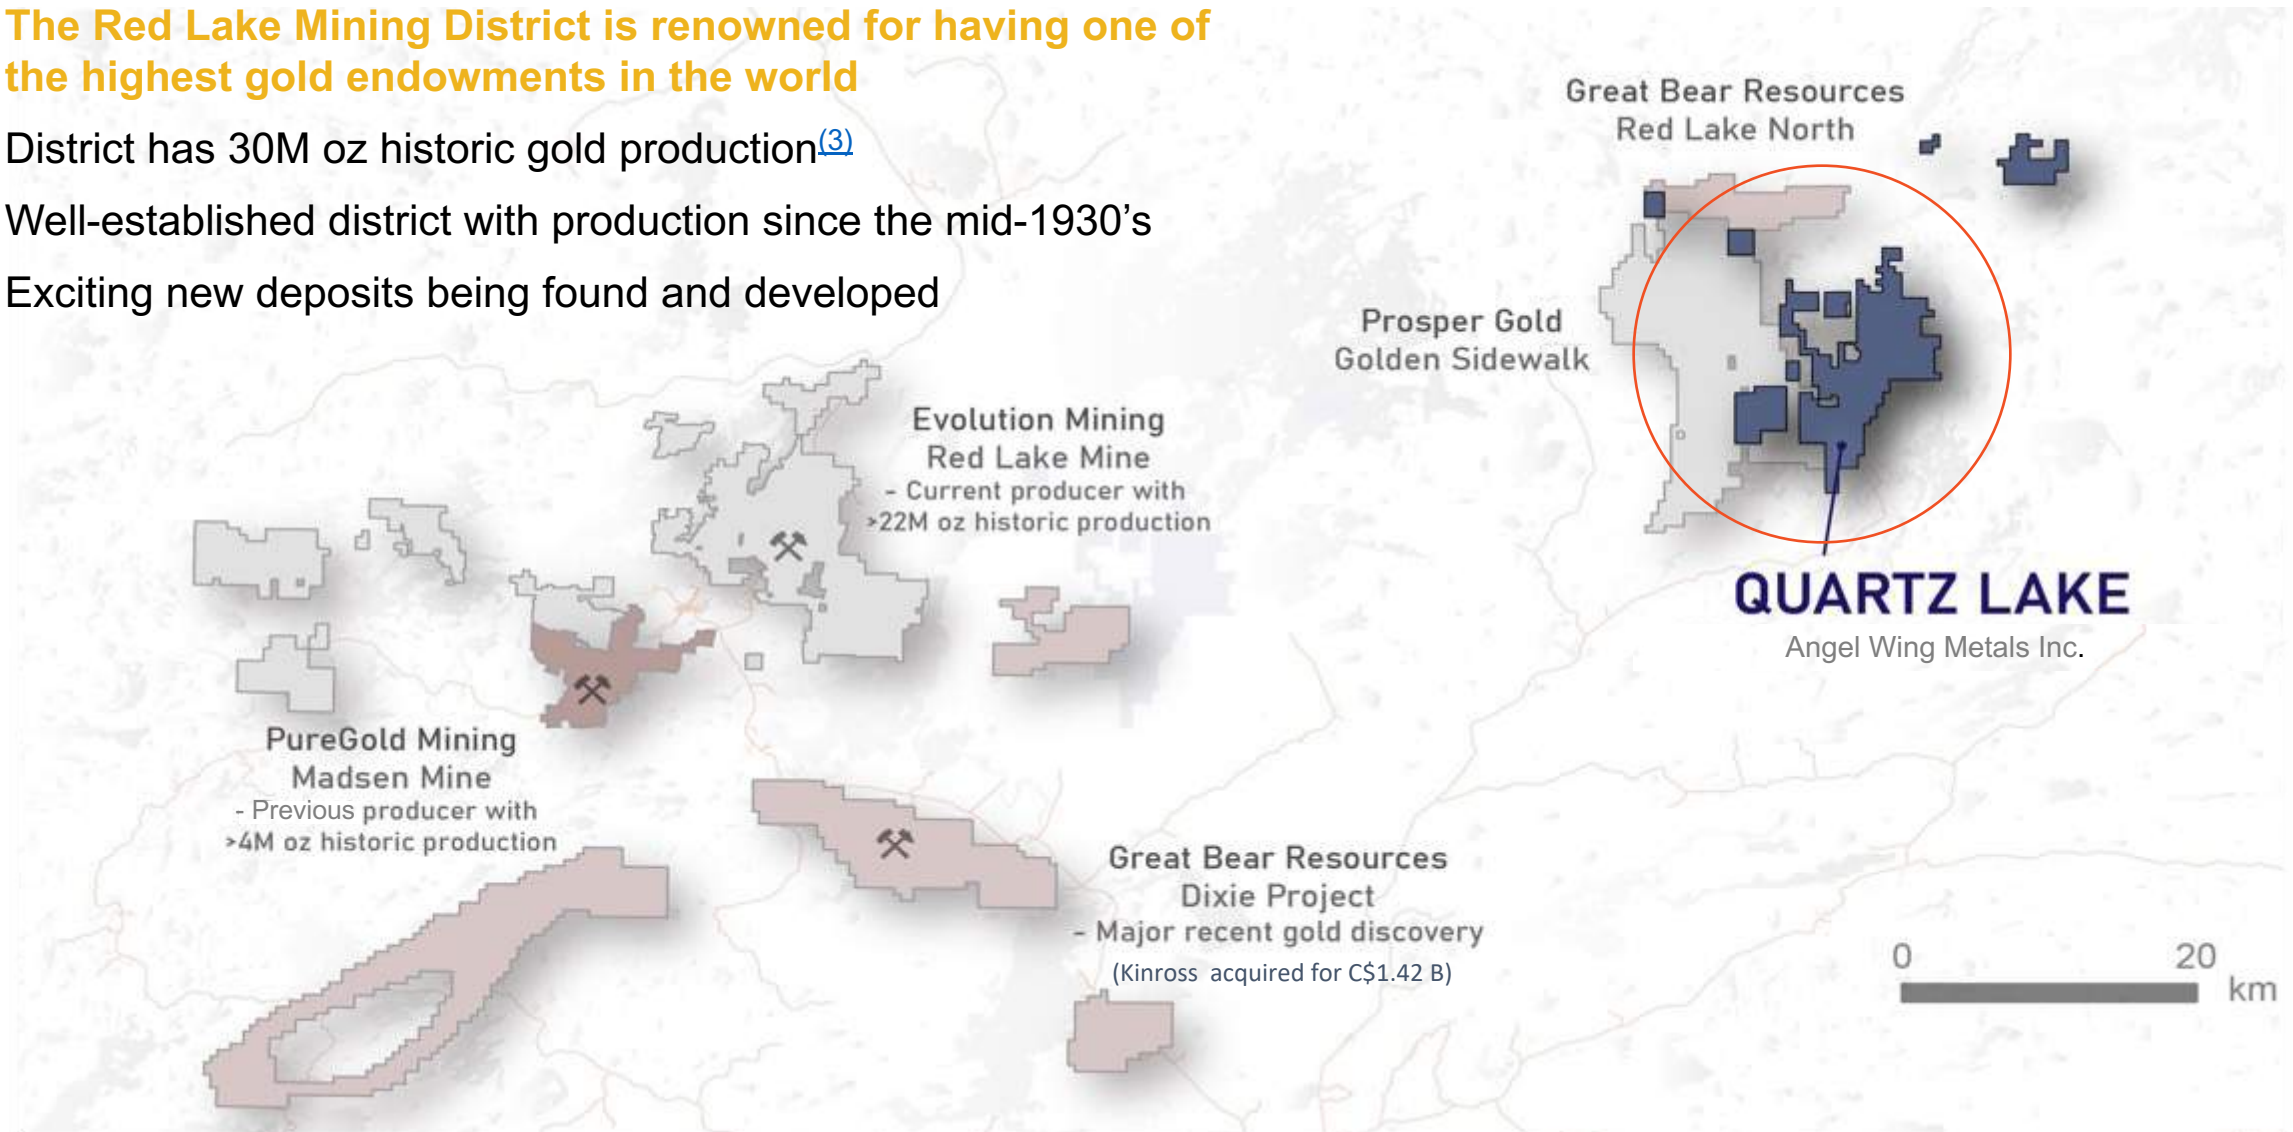 The Red Lake Mining District is renowned for having one of
the highest gold endowments in the world
District has 30M oz historic gold production(3)
Well-established district with production since the mid-1930’s
Exciting new deposits being found and developed
Great Bear Resources
Red Lake North
Prosper Gold
Golden Sidewalk
Evolution Mining
Red Lake Mine
- Current producer with
>22M oz historic production
QUARTZ LAKE
Angel Wing Metals Inc.
PureGold Mining
Madsen Mine
- Previous producer with
>4M oz historic production
Great Bear Resources
Dixie Project
- Major recent gold discovery
(Kinross acquired for C$1.42 B)
0 20
km